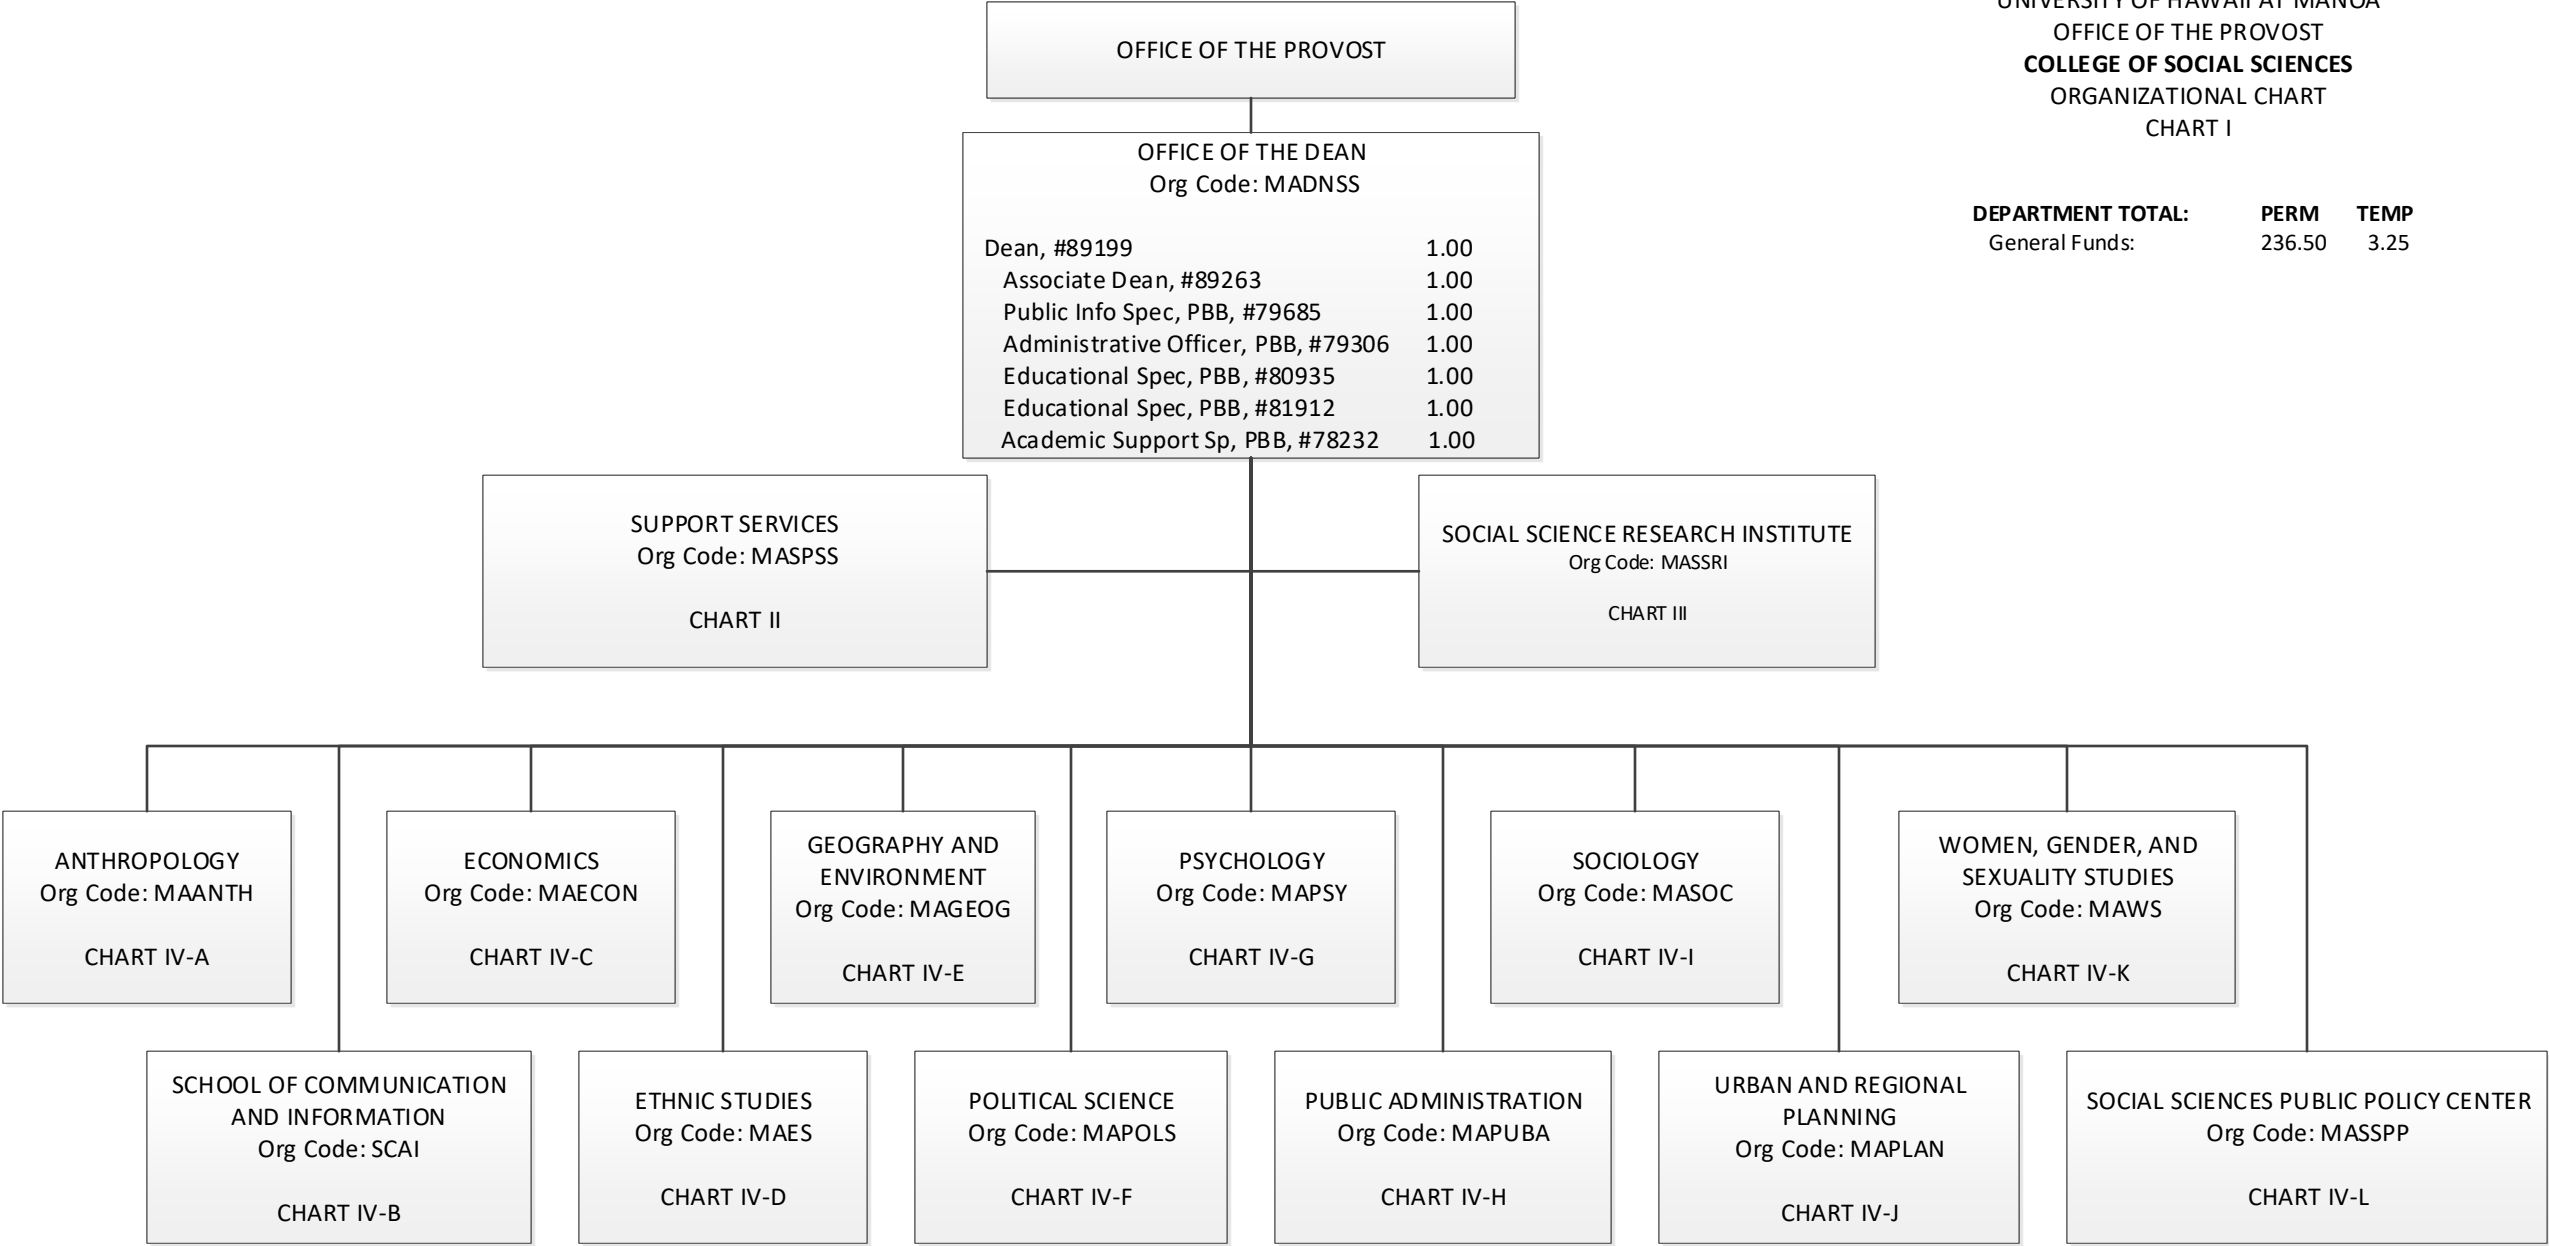 UNIVERSITY OF HAWAII AT MANOA
OFFICE OF THE PROVOST
COLLEGE OF SOCIAL SCIENCES
ORGANIZATIONAL CHART
CHART I
DEPARTMENT TOTAL: PERM TEMP
General Funds: 236.50 3.25
OFFICE OF THE PROVOST
OFFICE OF THE DEAN
Org Code: MADNSS
Dean, #89199 1.00
Associate Dean, #89263 1.00
Public Info Spec, PBB, #79685 1.00
Administrative Officer, PBB, #79306 1.00
Educational Spec, PBB, #80935 1.00
Educational Spec, PBB, #81912 1.00
Academic Support Sp, PBB, #78232 1.00
SUPPORT SERVICES
Org Code: MASPSS
CHART II
SOCIAL SCIENCE RESEARCH INSTITUTE
Org Code: MASSRI
CHART III
ANTHROPOLOGY
Org Code: MAANTH
CHART IV-A
ECONOMICS
Org Code: MAECON
CHART IV-C
GEOGRAPHY AND
ENVIRONMENT
Org Code: MAGEOG
CHART IV-E
PSYCHOLOGY
Org Code: MAPSY
CHART IV-G
SOCIOLOGY
Org Code: MASOC
CHART IV-I
WOMEN, GENDER, AND
SEXUALITY STUDIES
Org Code: MAWS
CHART IV-K
SCHOOL OF COMMUNICATION
AND INFORMATION
Org Code: SCAI
CHART IV-B
ETHNIC STUDIES
Org Code: MAES
CHART IV-D
POLITICAL SCIENCE
Org Code: MAPOLS
CHART IV-F
PUBLIC ADMINISTRATION
Org Code: MAPUBA
CHART IV-H
URBAN AND REGIONAL
PLANNING
Org Code: MAPLAN
CHART IV-J
SOCIAL SCIENCES PUBLIC POLICY CENTER
Org Code: MASSPP
CHART IV-L